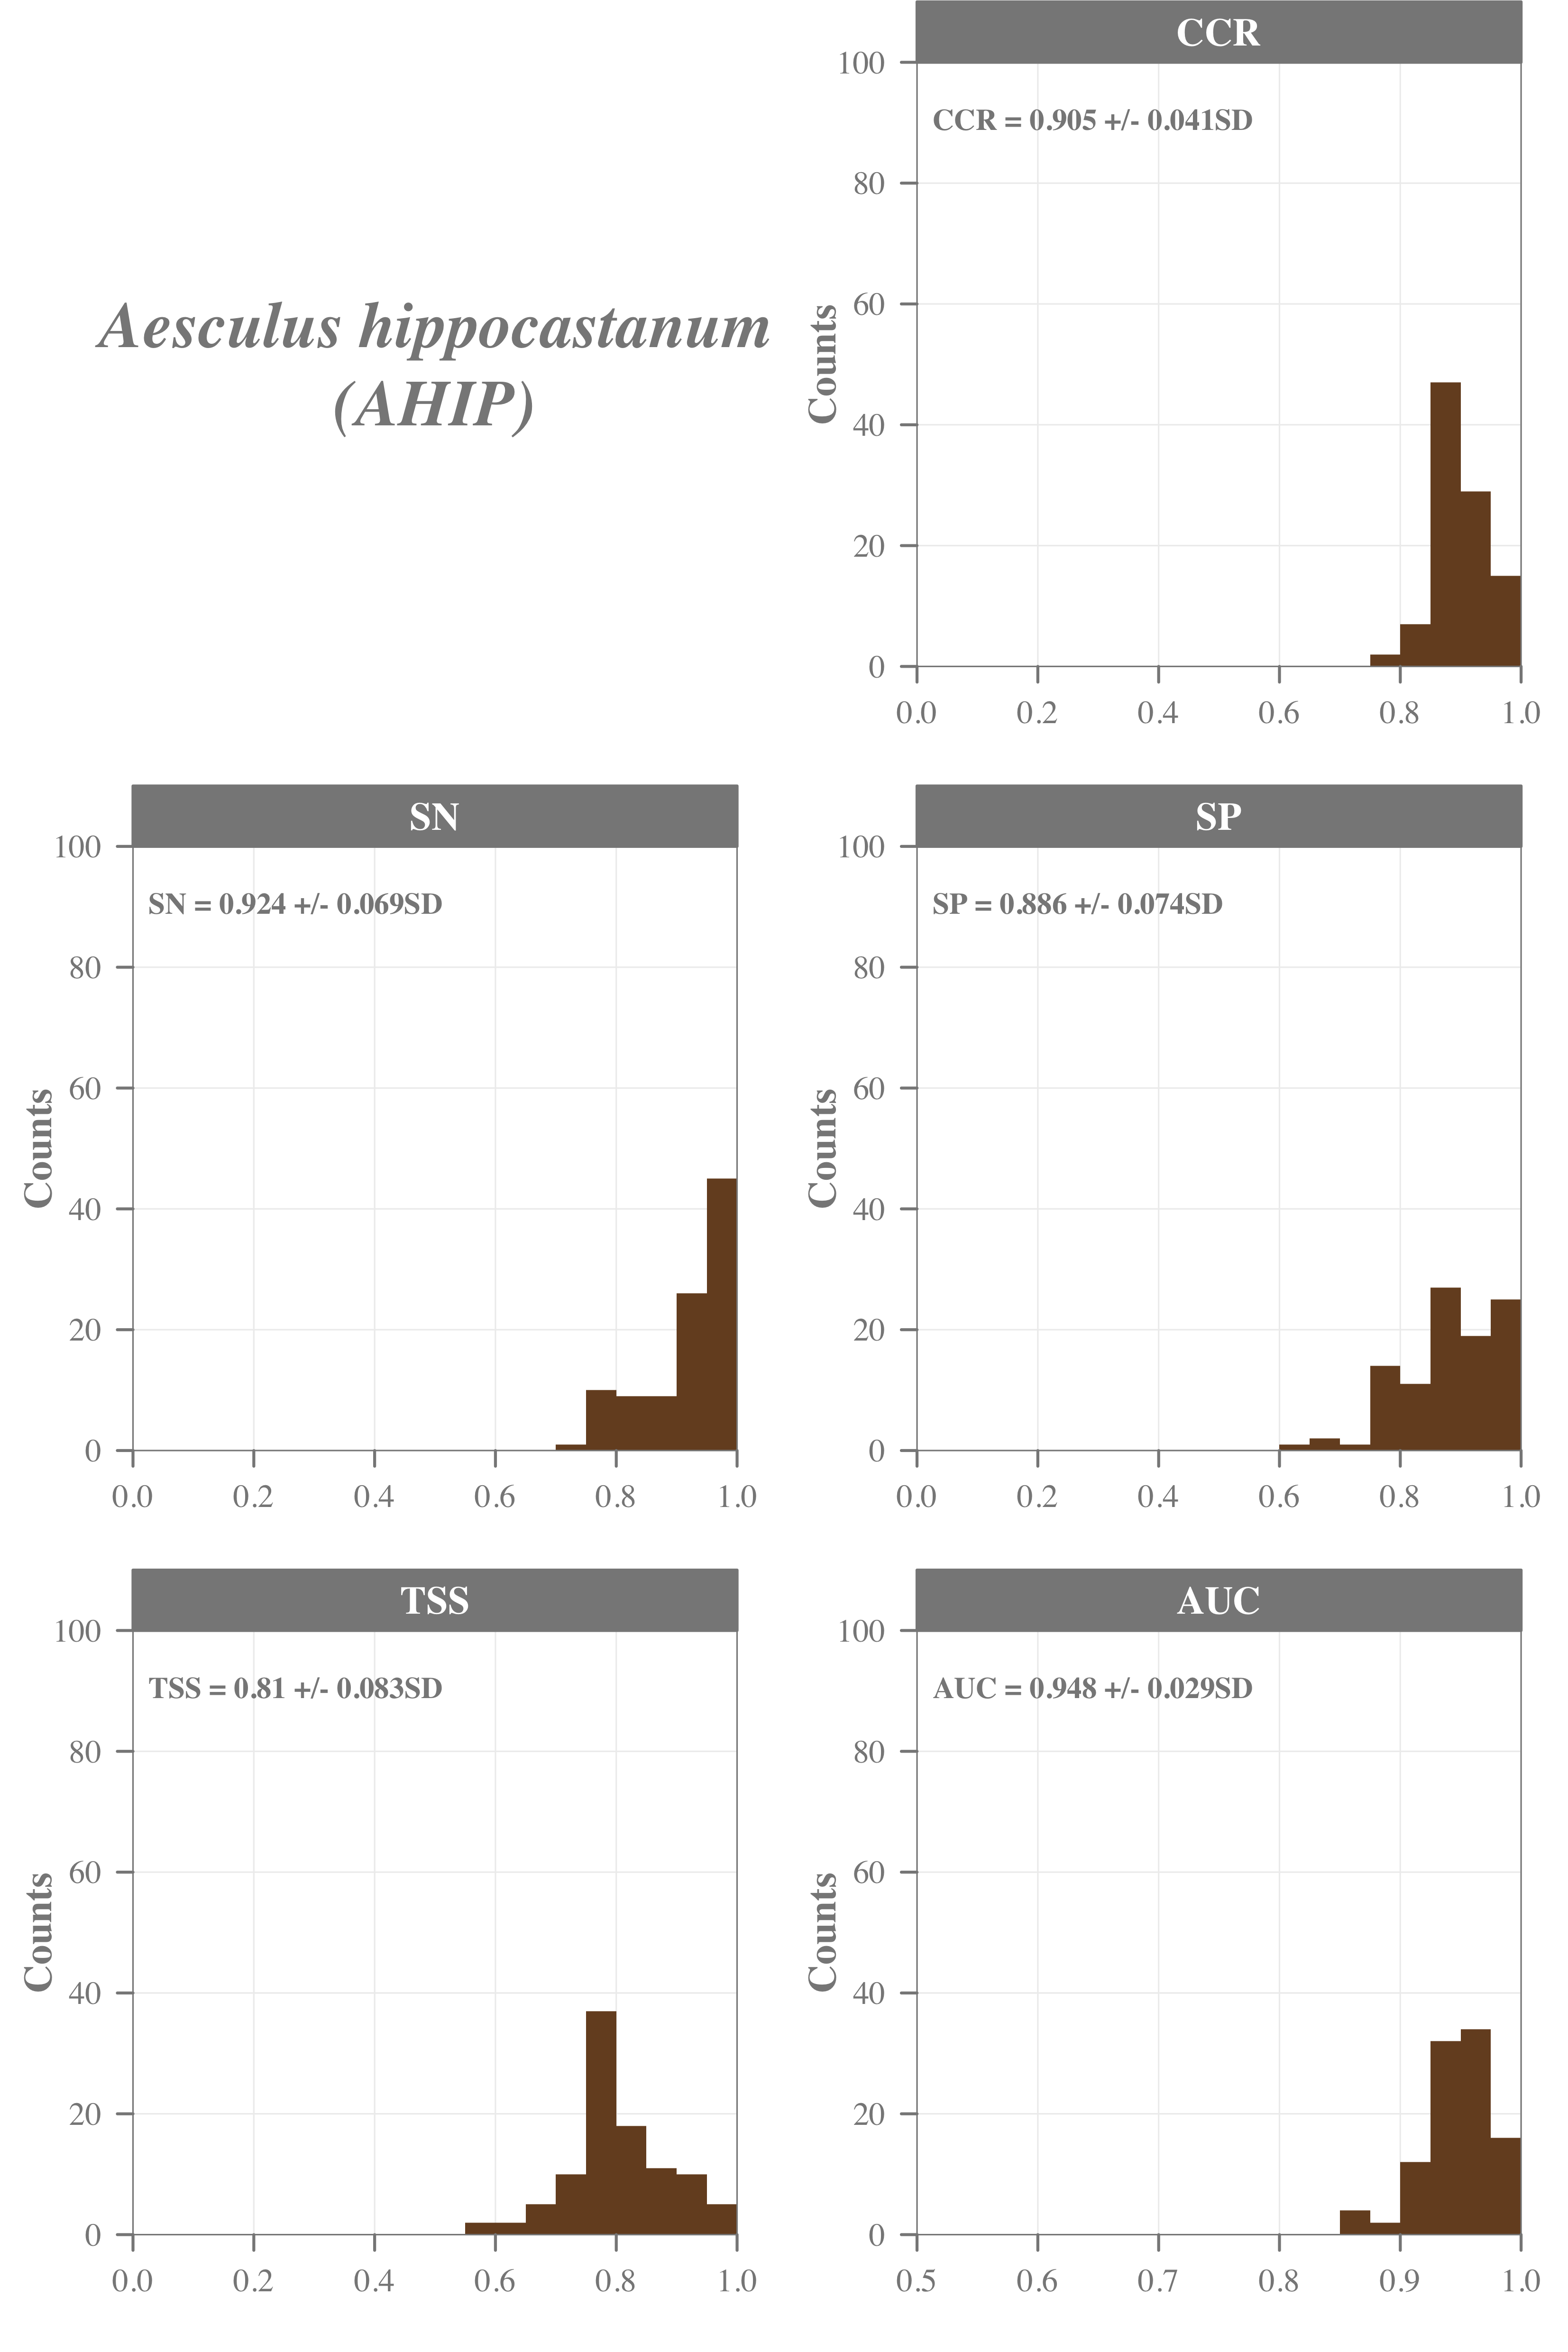 Aesculus hippocastanum
(AHIP)
CCR
CCR = 0.905 +/- 0.041SD
Counts
100
80
60
40
20
0
0.0 0.2 0.4 0.6 0.8 1.0
SN
SN = 0.924 +/- 0.069SD
Counts
100
80
60
40
20
0
0.0 0.2 0.4 0.6 0.8 1.0
SP
SP = 0.886 +/- 0.074SD
Counts
100
80
60
40
20
0
0.0 0.2 0.4 0.6 0.8 1.0
TSS
TSS = 0.81 +/- 0.083SD
Counts
100
80
60
40
20
0
0.0 0.2 0.4 0.6 0.8 1.0
AUC
AUC = 0.948 +/- 0.029SD
Counts
100
80
60
40
20
0
0.5 0.6 0.7 0.8 0.9 1.0